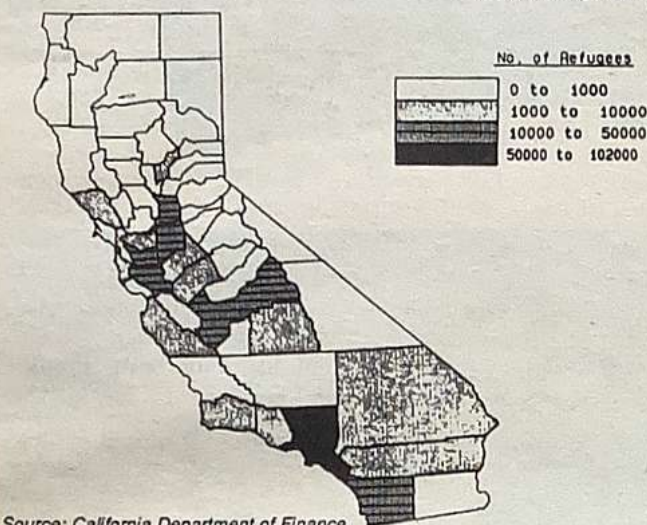 No. of Refugees
0 to 1000
1000 to 10000
10000 to 50000
50000 to 102000
Source: California Department of Finance